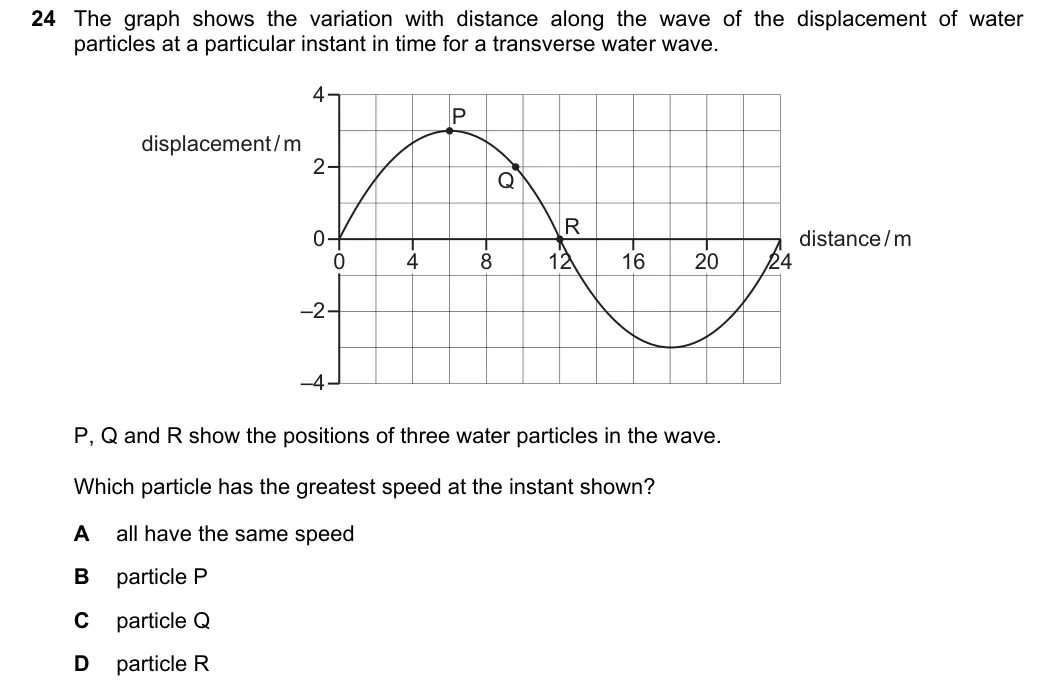 24 The graph shows the variation with distance along the wave of the displacement of water
particles at a particular instant in time for a transverse water wave.
4
P
displacement / m
2
Q
R
0
distance / m
0 4 8 12 16 20 24
–2
–4
P, Q and R show the positions of three water particles in the wave.
Which particle has the greatest speed at the instant shown?
A all have the same speed
B particle P
C particle Q
D particle R